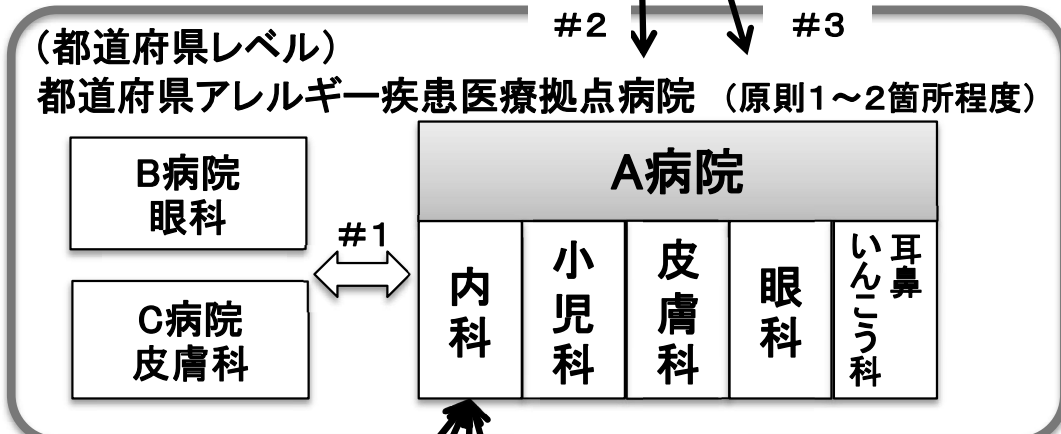 #2
#3
(都道府県レベル)
都道府県アレルギー疾患医療拠点病院 (原則1~2箇所程度)
B病院
眼科
#1
C病院
皮膚科
A病院
内科
小児科
皮膚科
眼科
耳鼻
いんこう科